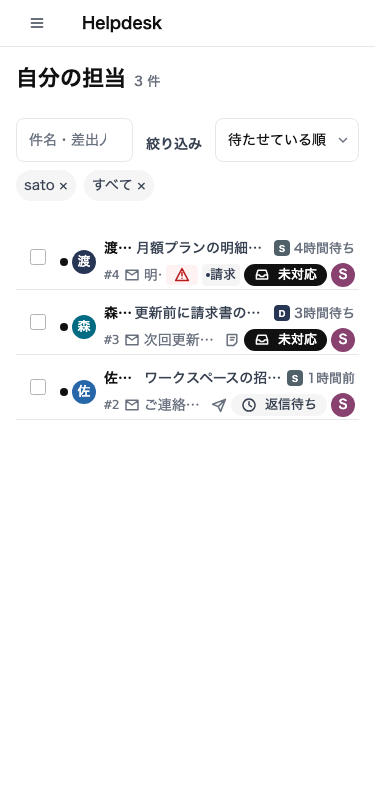 Helpdesk
自分の担当 3 件
件名・差出人 絞り込み 待たせている順
sato ×  すべて ×
渡 渡… 月額プランの明細… S 4時間待ち
#4 明· •請求 未対応 S
森 森… 更新前に請求書の… D 3時間待ち
#3 次回更新… 未対応 S
佐 佐… ワークスペースの招… S 1時間前
#2 ご連絡… 返信待ち S